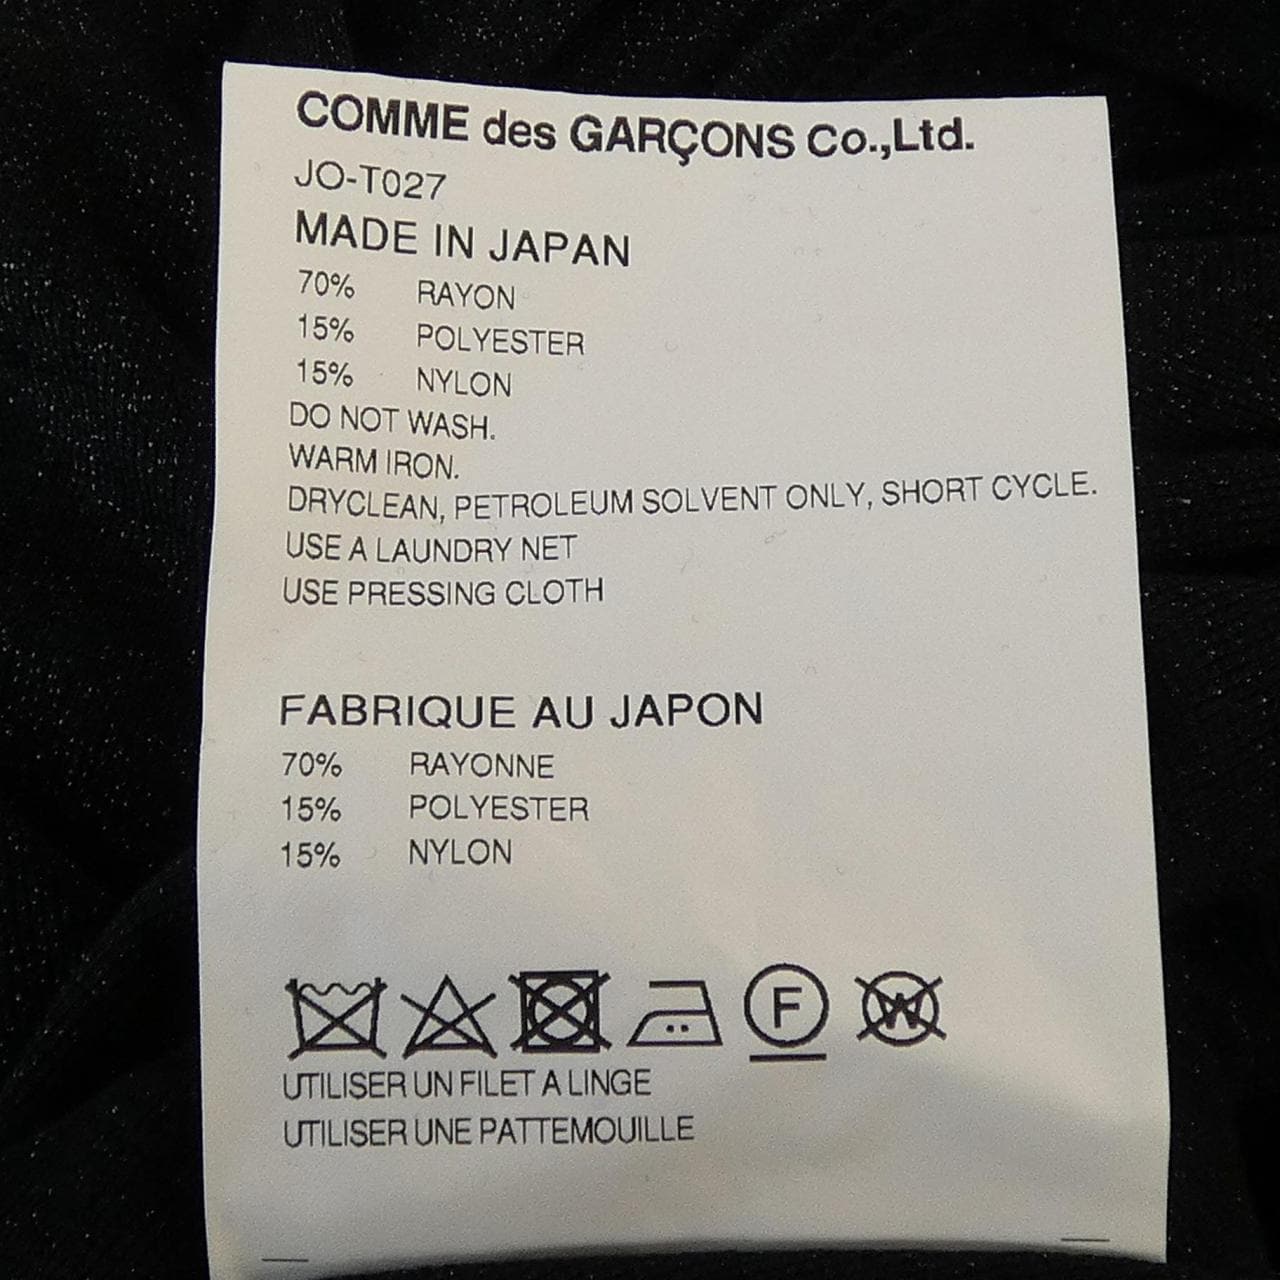 COMME des GARÇONS Co.,Ltd.
JO-T027
MADE IN JAPAN
70% RAYON
15% POLYESTER
15% NYLON
DO NOT WASH.
WARM IRON.
DRYCLEAN, PETROLEUM SOLVENT ONLY, SHORT CYCLE.
USE A LAUNDRY NET
USE PRESSING CLOTH
FABRIQUE AU JAPON
70% RAYONNE
15% POLYESTER
15% NYLON
F W
UTILISER UN FILET A LINGE
UTILISER UNE PATTEMOUILLE